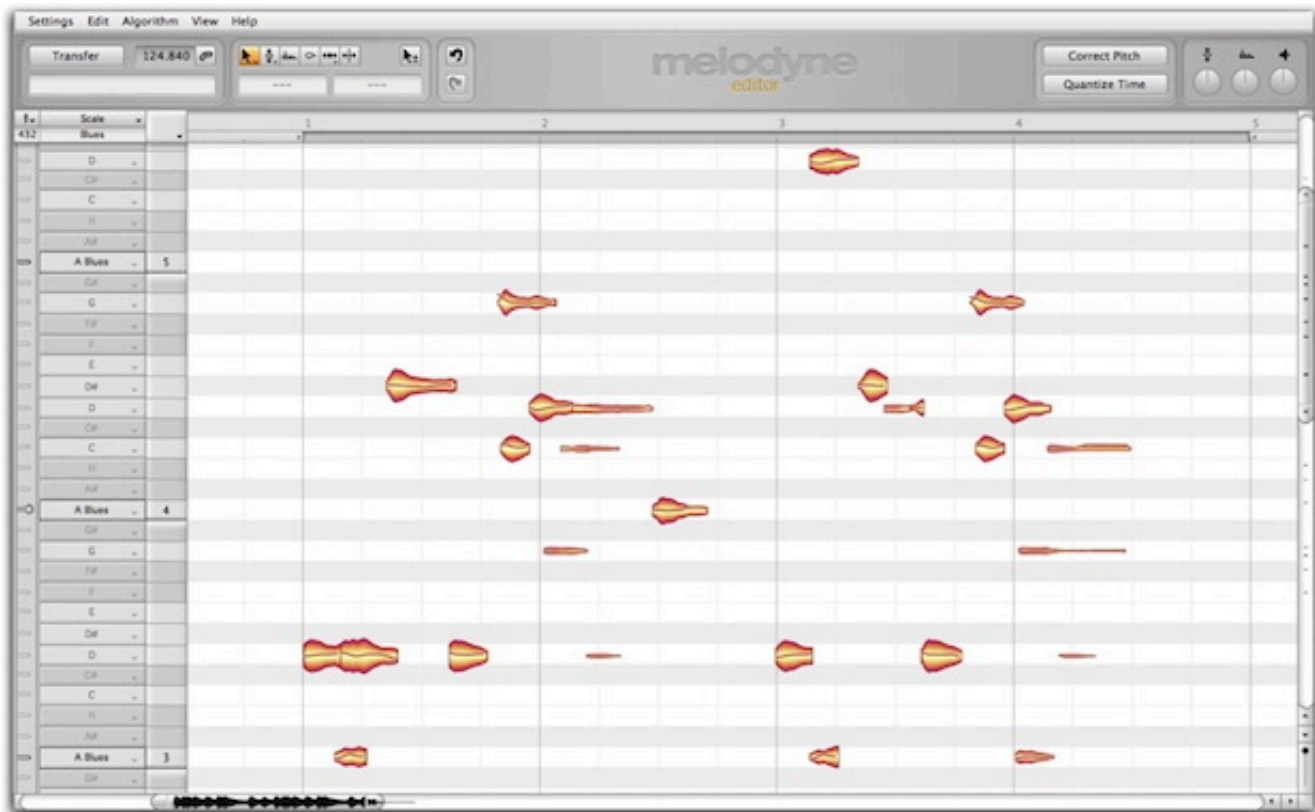 Settings Edit Algorithm View Help
Transfer 124.840
melodyne
editor
Correct Pitch
Quantize Time
--- ---
Scale
432 Blues
1 2 3 4 5
D
C#
C
H
A#
A Blues 5
G#
G
F#
F
E
D#
D
C#
C
H
A#
A Blues 4
G#
G
F#
F
E
D#
D
C#
C
H
A#
A Blues 3
G#